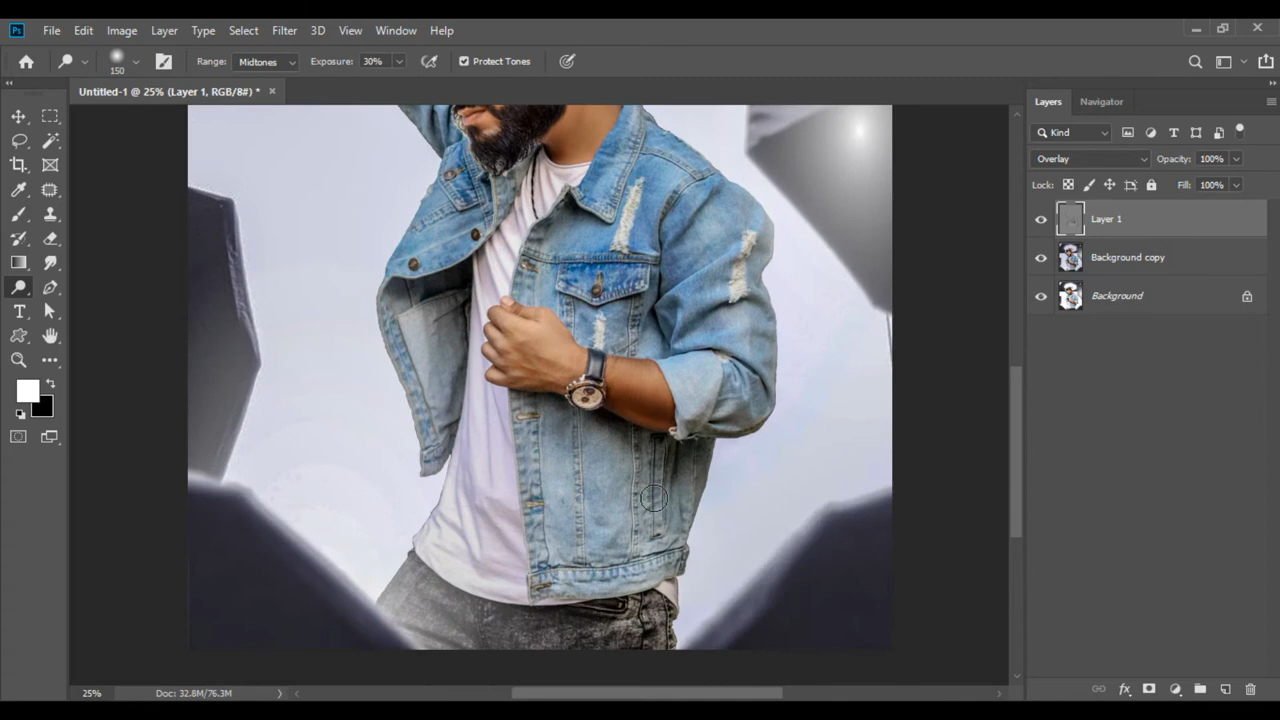 Ps File Edit Image Layer Type Select Filter 3D View Window Help
150 Range: Midtones Exposure: 30% Protect Tones
Untitled-1 @ 25% (Layer 1, RGB/8#) * ×
Layers Navigator
Kind
Overlay Opacity: 100%
Lock: Fill: 100%
Layer 1
Background copy
Background
T
25% Doc: 32.8M/76.3M
fx